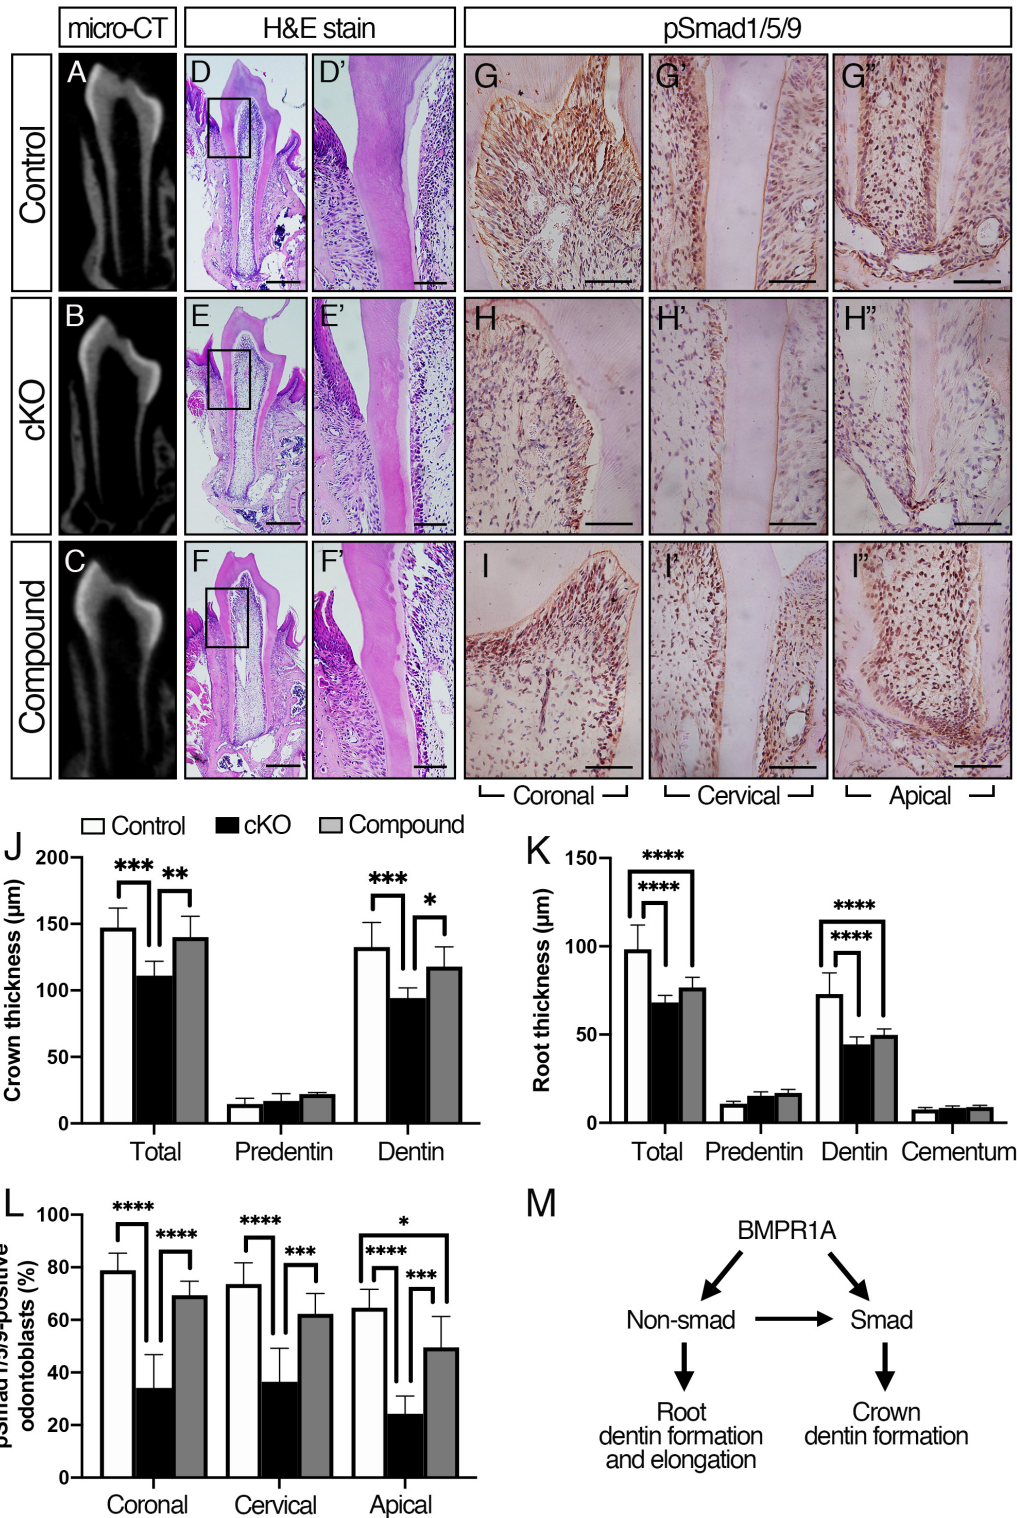 micro-CT
H&E stain
pSmad1/5/9
Control
A
D
D'
G
G'
G"
cKO
B
E
E'
H
H'
H"
Compound
C
F
F'
I
I'
I"
Coronal
Cervical
Apical
Control
cKO
Compound
J
Crown thickness (μm)
200
150
100
50
0
***
**
***
*
Total
Predentin
Dentin
K
Root thickness (μm)
150
100
50
0
****
****
****
****
Total
Predentin
Dentin
Cementum
L
pSmad1/5/9-positive
odontoblasts (%)
100
80
60
40
20
0
****
****
****
***
*
****
***
Coronal
Cervical
Apical
M
BMPR1A
Non-smad
Smad
Root
dentin formation
and elongation
Crown
dentin formation